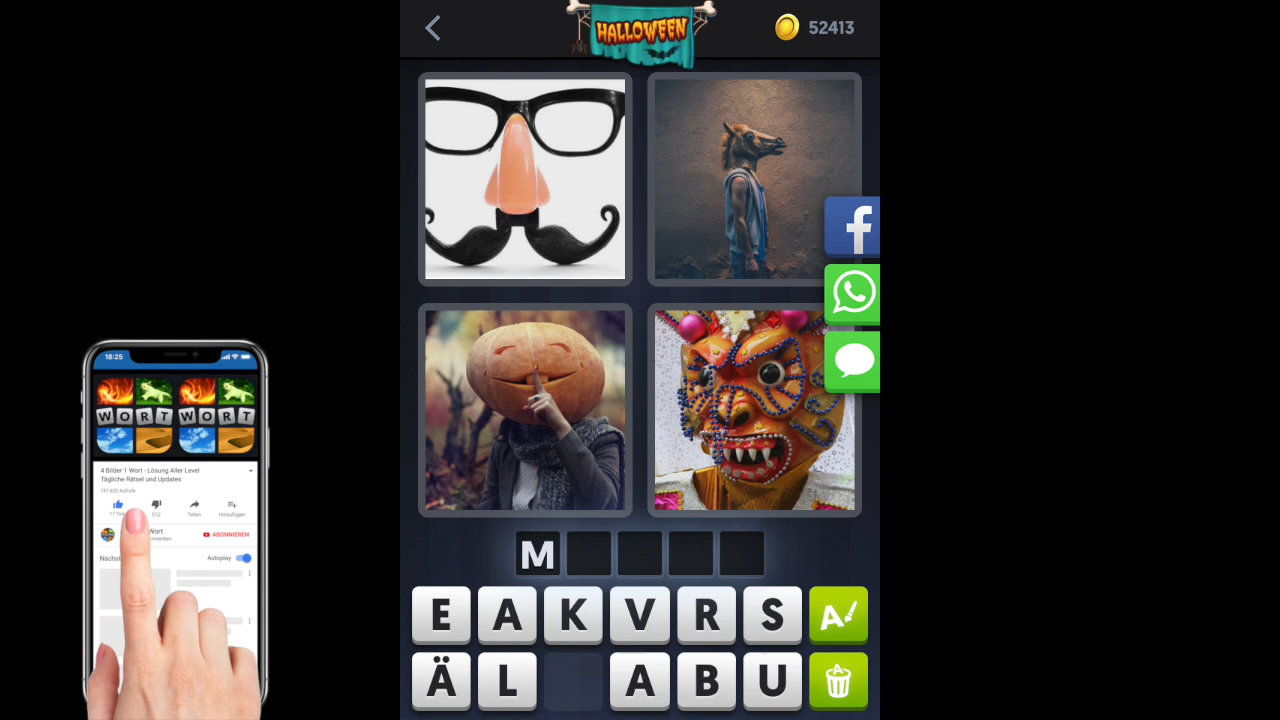 HALLOWEEN
52413
M
E A K V R S A
Ä L A B U
18:25
WORT WORT
4 Bilder 1 Wort - Lösung Aller Level
Tägliche Rätsel und Updates
Teilen
Hinzufügen
Wort
ABONNIEREN
Autoplay